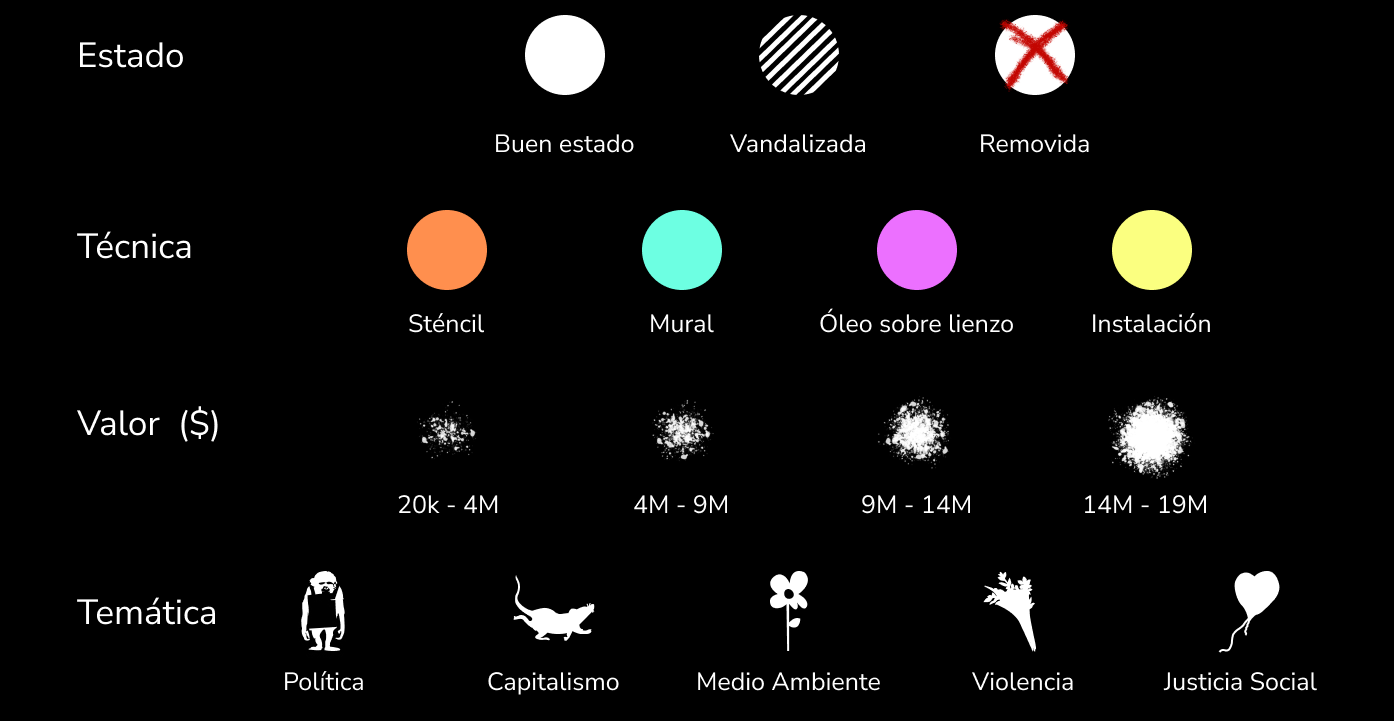 Estado
Buen estado
Vandalizada
Removida
Técnica
Sténcil
Mural
Óleo sobre lienzo
Instalación
Valor ($)
20k - 4M
4M - 9M
9M - 14M
14M - 19M
Temática
Política
Capitalismo
Medio Ambiente
Violencia
Justicia Social